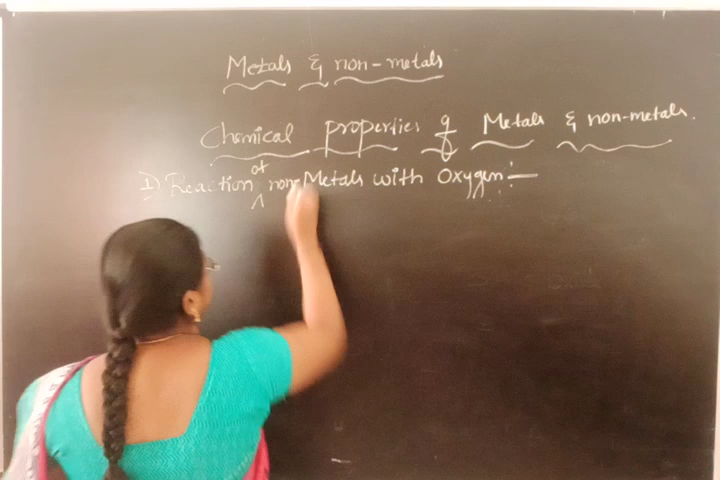 Metals & non-metals
Chemical properties of Metals & non-metals.
1) Reaction of non-Metals with Oxygen:-